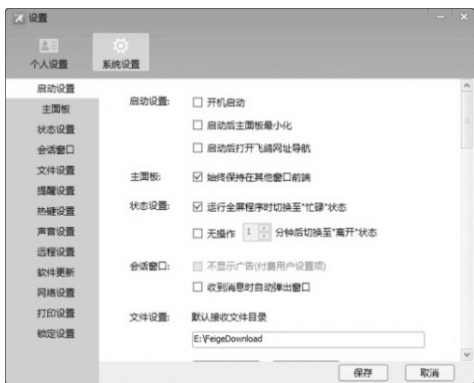 设置
个人设置 系统设置
启动设置
主面板
状态设置
会话窗口
文件设置
提醒设置
热键设置
声音设置
远程设置
软件更新
网络设置
打印设置
锁定设置
启动设置: 开机启动
启动后主面板最小化
启动后打开飞鸽网址导航
主面板: 始终保持在其他窗口前端
状态设置: 运行全屏程序时切换至"忙碌"状态
无操作 1 分钟后切换至"离开"状态
会话窗口: 不显示广告(付费用户设置项)
收到消息时自动弹出窗口
文件设置: 默认接收文件目录
E:\FeigeDownload
保存 取消